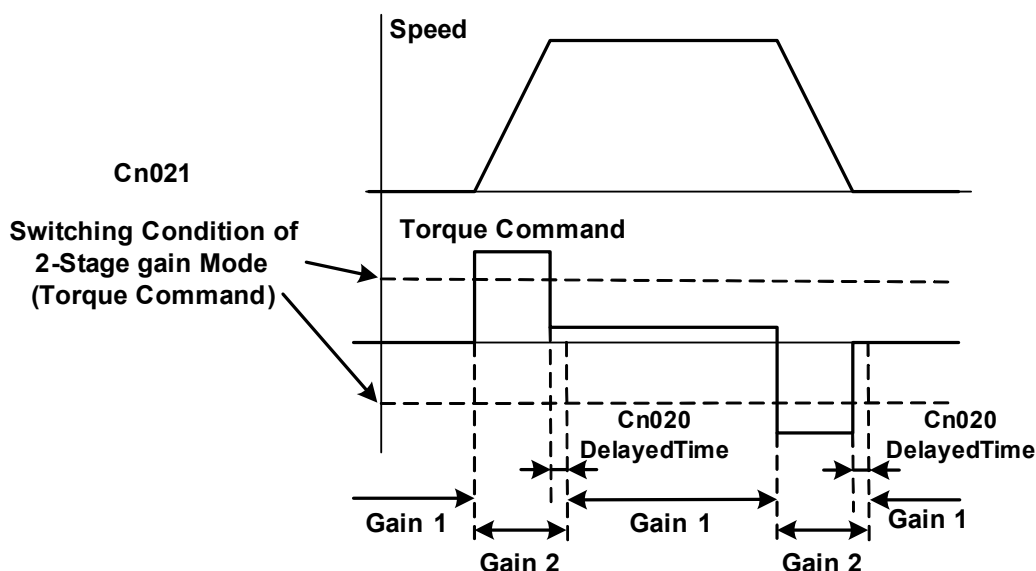 Speed
Cn021
Switching Condition of
2-Stage gain Mode
(Torque Command)
Torque Command
Cn020
DelayedTime
Cn020
DelayedTime
Gain 1
Gain 2
Gain 1
Gain 2
Gain 1